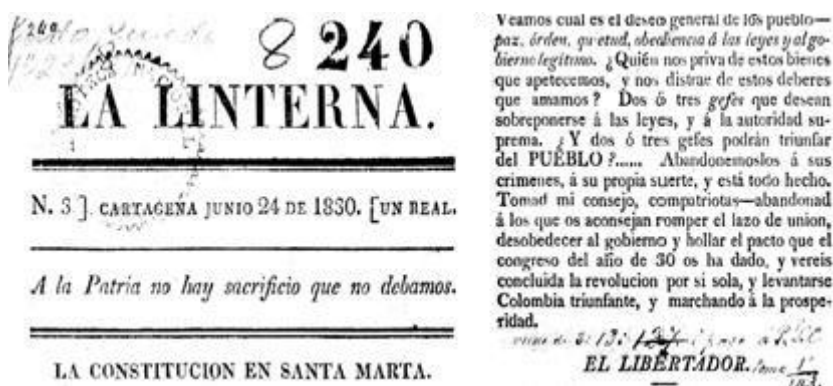 8 240
LA LINTERNA.
N. 3 ]. CARTAGENA JUNIO 24 DE 1830. [UN REAL.
A la Patria no hay sacrificio que no debamos.
LA CONSTITUCION EN SANTA MARTA.
Veamos cual es el deseo general de los pueblo—
paz, órden, quietud, obediencia á las leyes y al go-
bierno legítimo. ¿Quién nos priva de estos bienes
que apetecemos, y nos distrae de estos deberes
que amamos? Dos ó tres gefes que desean
sobreponerse á las leyes, y á la autoridad su-
prema. ¿Y dos ó tres gefes podrán triunfar
del PUEBLO?...... Abandonemoslos á sus
crimenes, á su propia suerte, y está todo hecho.
Tomad mi consejo, compatriotas—abandonad
á los que os aconsejan romper el lazo de union,
desobedecer al gobierno y hollar el pacto que el
congreso del año de 30 os ha dado, y vereis
concluida la revolucion por si sola, y levantarse
Colombia triunfante, y marchando á la prospe-
ridad.
EL LIBERTADOR.